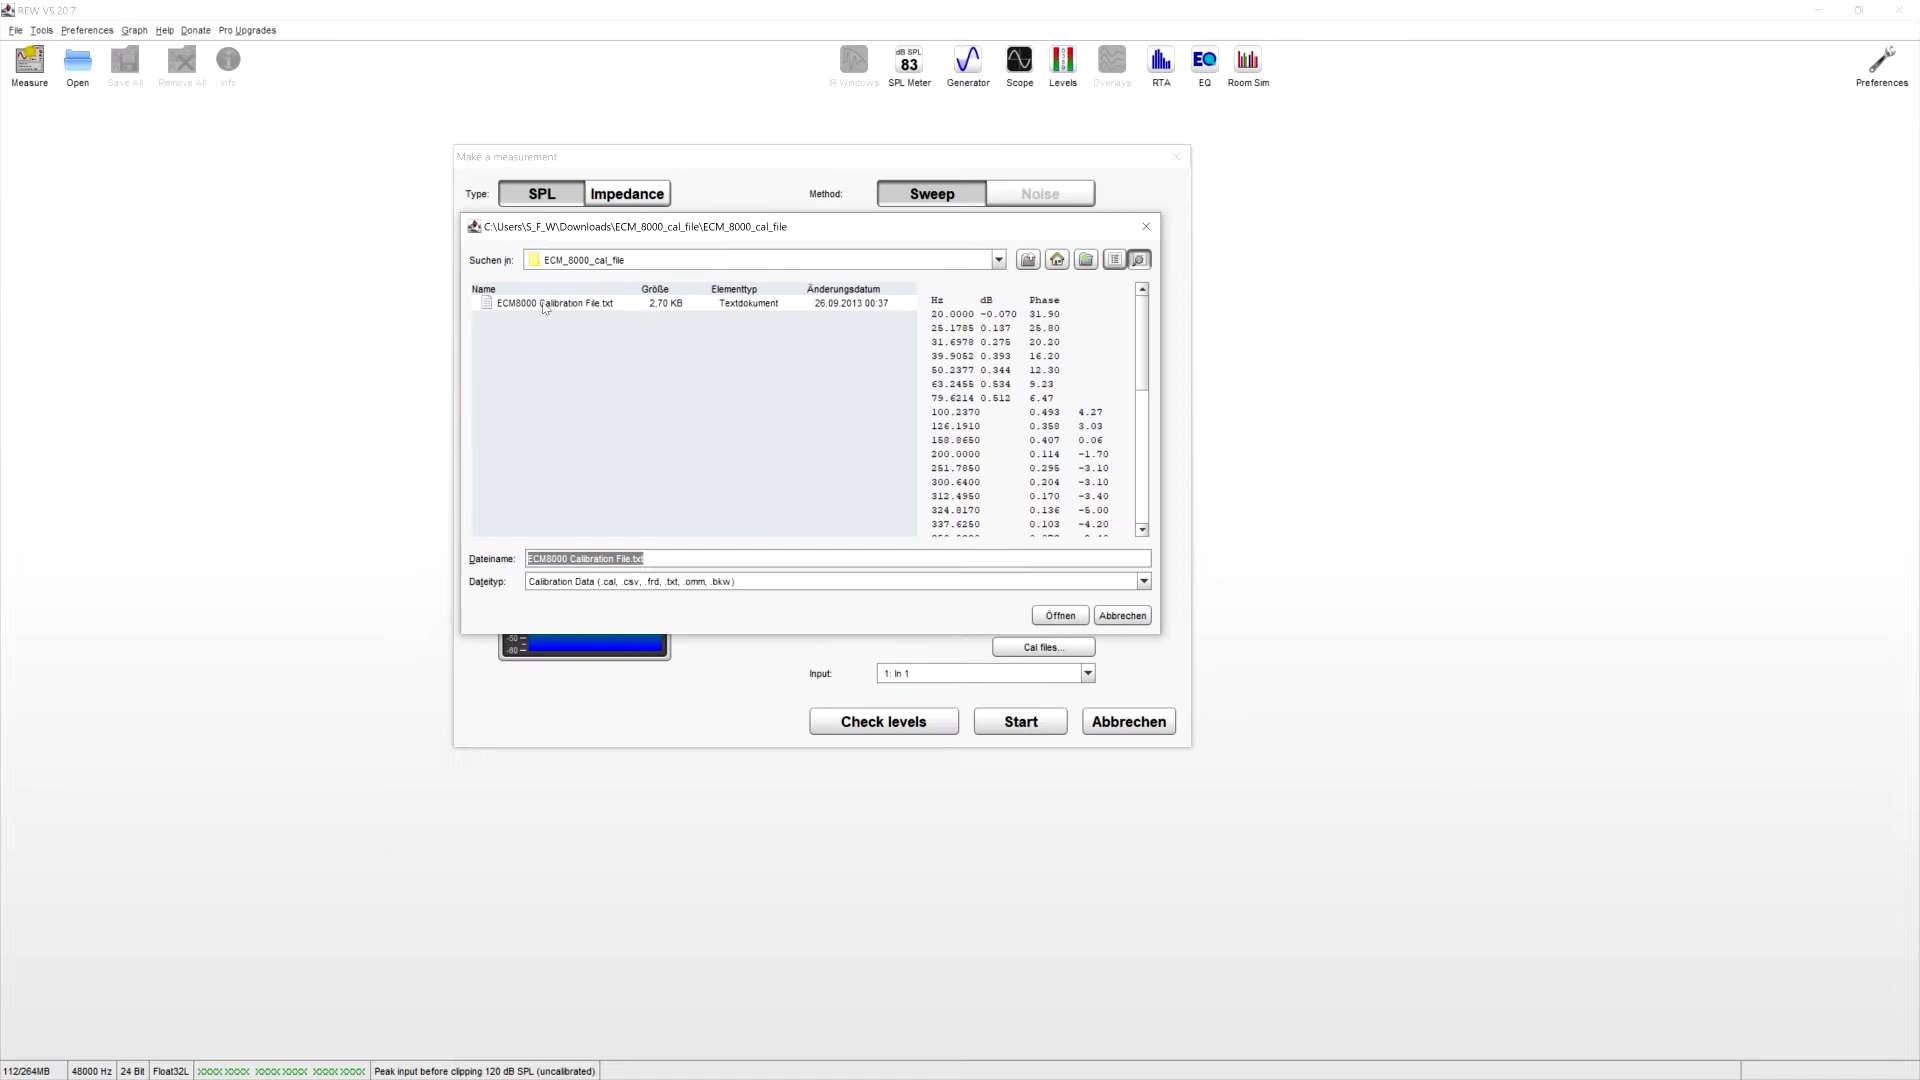 REW V5.20.7
File Tools Preferences Graph Help Donate Pro Upgrades
Measure Open Save All Remove All Info IR Windows dB SPL 83 SPL Meter Generator Scope Levels Overlays RTA EQ EQ Room Sim Preferences
Make a measurement
Type: SPL Impedance Method: Sweep Noise
C:\Users\S_F_W\Downloads\ECM_8000_cal_file\ECM_8000_cal_file
Suchen in: ECM_8000_cal_file
Name Größe Elementtyp Änderungsdatum
ECM8000 Calibration File.txt 2,70 KB Textdokument 26.09.2013 00:37
Hz dB Phase
20.0000 -0.070 31.90
25.1785 0.137 25.80
31.6978 0.275 20.20
39.9052 0.393 16.20
50.2377 0.344 12.30
63.2455 0.534 9.23
79.6214 0.512 6.47
100.2370 0.493 4.27
126.1910 0.358 3.03
158.8650 0.407 0.06
200.0000 0.114 -1.70
251.7850 0.295 -3.10
300.6400 0.204 -3.10
312.4950 0.170 -3.40
324.8170 0.136 -5.00
337.6250 0.103 -4.20
Dateiname: ECM8000 Calibration File.txt
Dateityp: Calibration Data (.cal, .csv, .frd, .txt, .omm, .bkw)
Öffnen Abbrechen
-50
-60
Cal files...
Input: 1: In 1
Check levels Start Abbrechen
112/264MB 48000 Hz 24 Bit Float32L XXXX XXXX XXXX XXXX XXXX XXXX Peak input before clipping 120 dB SPL (uncalibrated)